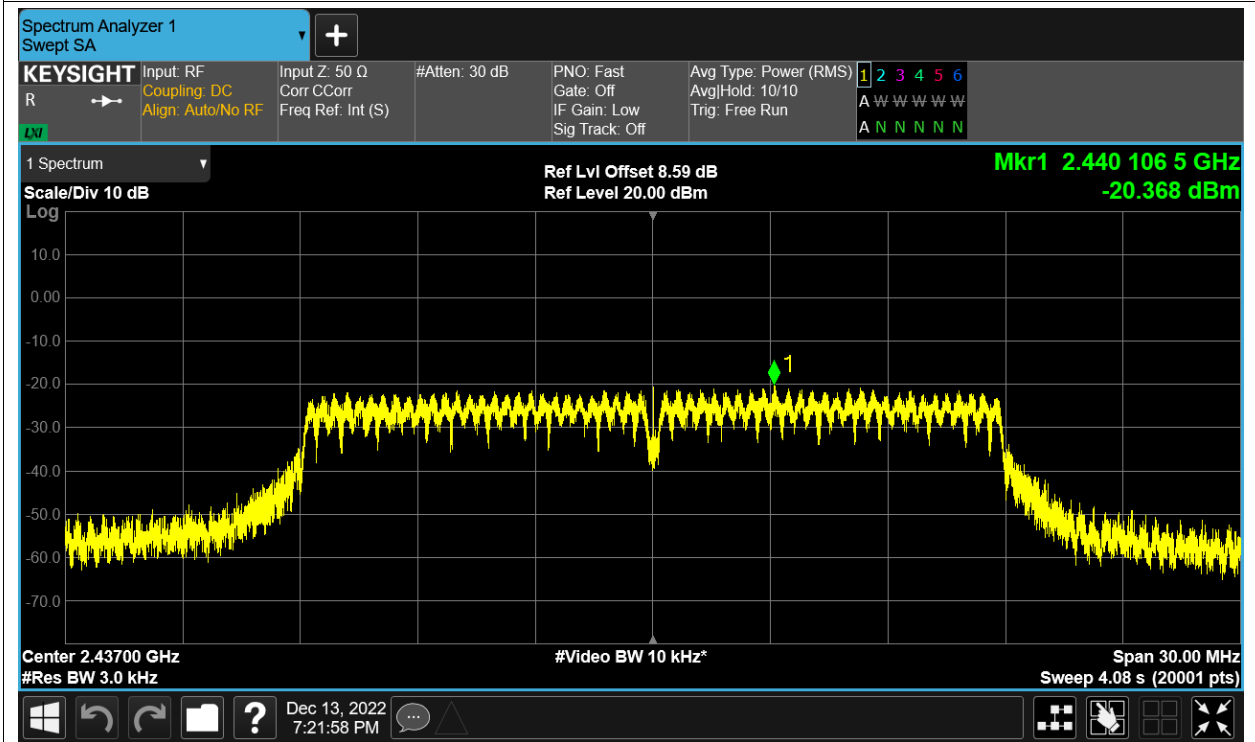 Spectrum Analyzer 1
Swept SA
+
KEYSIGHT
R
LXI
Input: RF
Coupling: DC
Align: Auto/No RF
Input Z: 50 Ω
Corr CCorr
Freq Ref: Int (S)
#Atten: 30 dB
PNO: Fast
Gate: Off
IF Gain: Low
Sig Track: Off
Avg Type: Power (RMS)
Avg|Hold: 10/10
Trig: Free Run
1 2 3 4 5 6
A W W W W W
A N N N N N
1 Spectrum
Scale/Div 10 dB
Log
Ref Lvl Offset 8.59 dB
Ref Level 20.00 dBm
Mkr1 2.440 106 5 GHz
-20.368 dBm
10.0
0.00
-10.0
-20.0
-30.0
-40.0
-50.0
-60.0
-70.0
1
Center 2.43700 GHz
#Res BW 3.0 kHz
#Video BW 10 kHz*
Span 30.00 MHz
Sweep 4.08 s (20001 pts)
?
Dec 13, 2022
7:21:58 PM